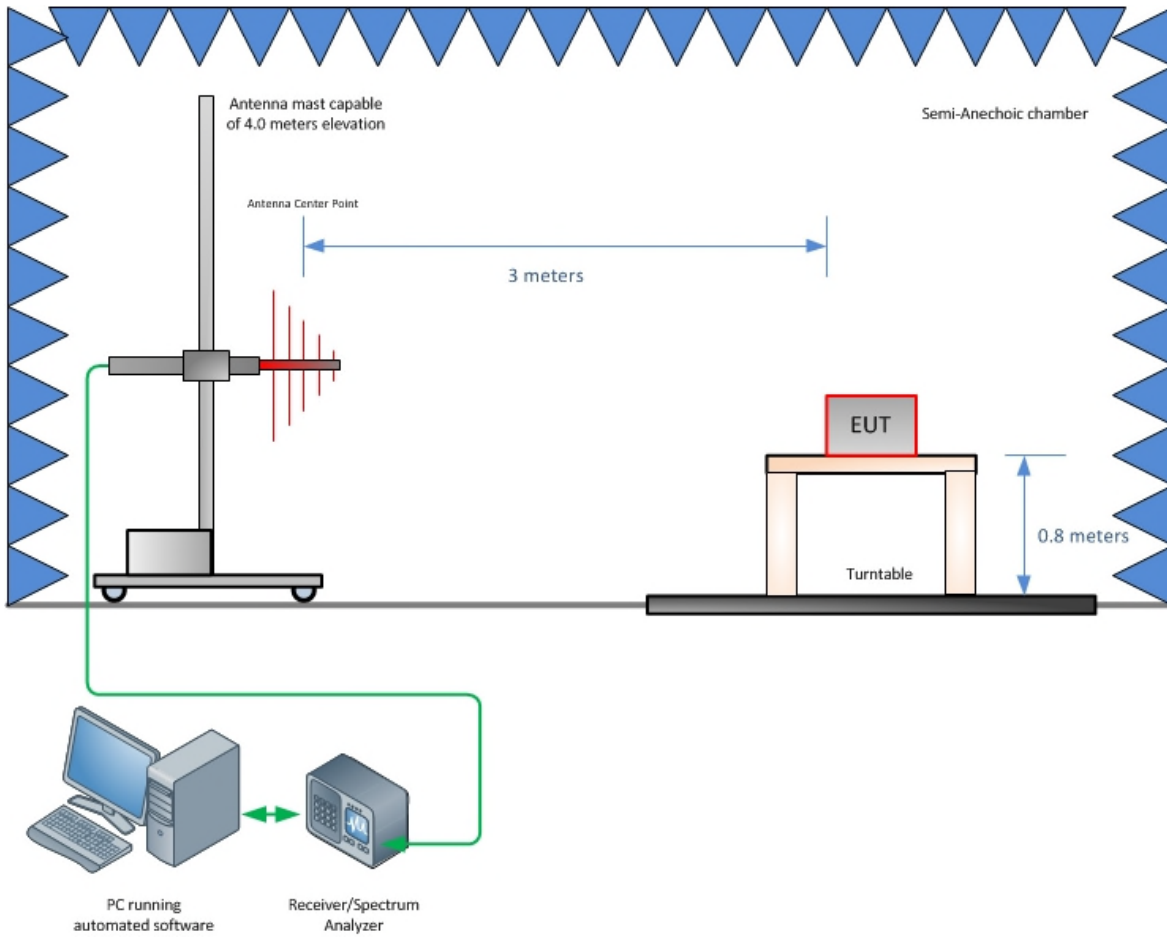 Antenna mast capable
of 4.0 meters elevation
Semi-Anechoic chamber
Antenna Center Point
3 meters
EUT
0.8 meters
Turntable
PC running
automated software
Receiver/Spectrum
Analyzer